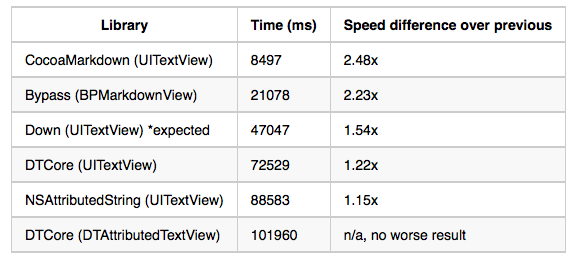 Library Time (ms) Speed difference over previous
CocoaMarkdown (UITextView) 8497 2.48x
Bypass (BPMarkdownView) 21078 2.23x
Down (UITextView) *expected 47047 1.54x
DTCore (UITextView) 72529 1.22x
NSAttributedString (UITextView) 88583 1.15x
DTCore (DTAttributedTextView) 101960 n/a, no worse result